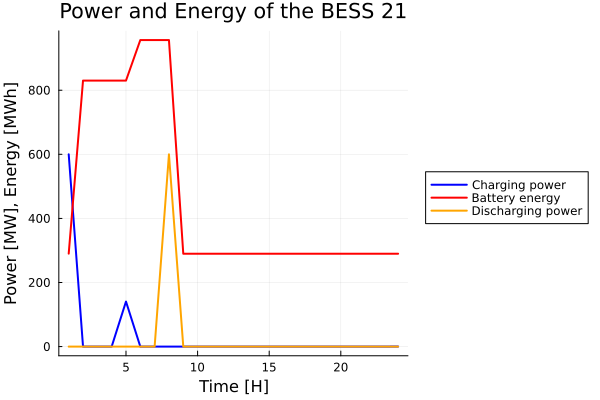 Power and Energy of the BESS 21
Power [MW], Energy [MWh]
800
600
400
200
0
5
10
15
20
Time [H]
Charging power
Battery energy
Discharging power